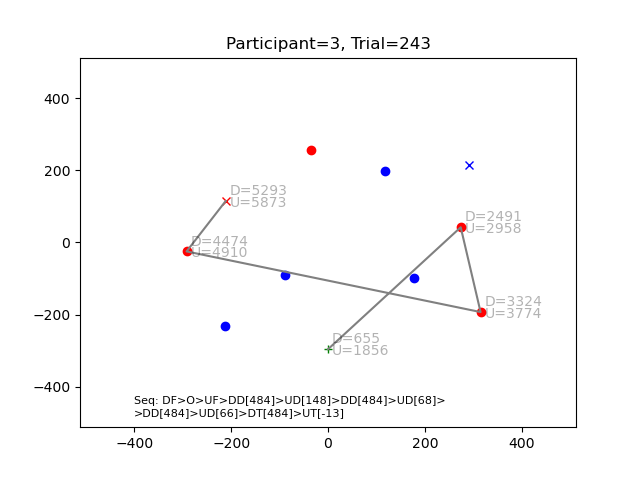 Participant=3, Trial=243
400
200
0
−200
−400
D=5293
U=5873
D=2491
U=2958
D=4474
U=4910
D=3324
U=3774
D=655
U=1856
Seq: DF>O>UF>DD[484]>UD[148]>DD[484]>UD[68]>
>DD[484]>UD[66]>DT[484]>UT[-13]
−400 −200 0 200 400